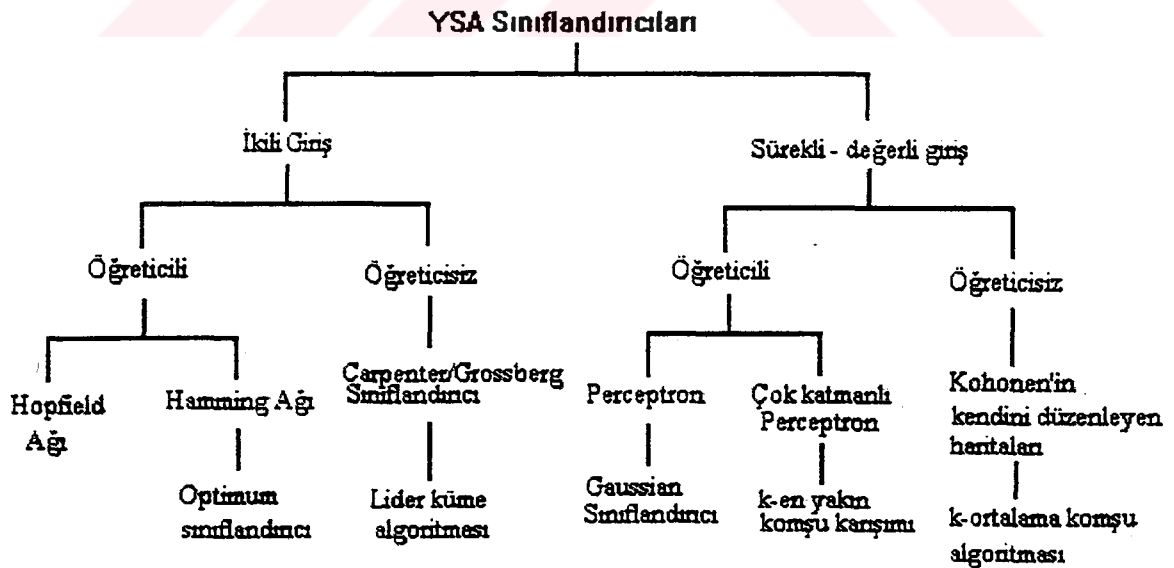 YSA Sınıflandırıcıları
İkili Giriş
Sürekli - değerli giriş
Öğreticili
Öğreticisiz
Öğreticili
Öğreticisiz
Hopfield
Ağı
Hamming Ağı
Carpenter/Grossberg
Sınıflandırıcı
Perceptron
Çok katmanlı
Perceptron
Kohonen'in
kendini düzenleyen
haritaları
Optimum
sınıflandırıcı
Lider küme
algoritması
Gaussian
Sınıflandırıcı
k-en yakın
komşu karışımı
k-ortalama komşu
algoritması